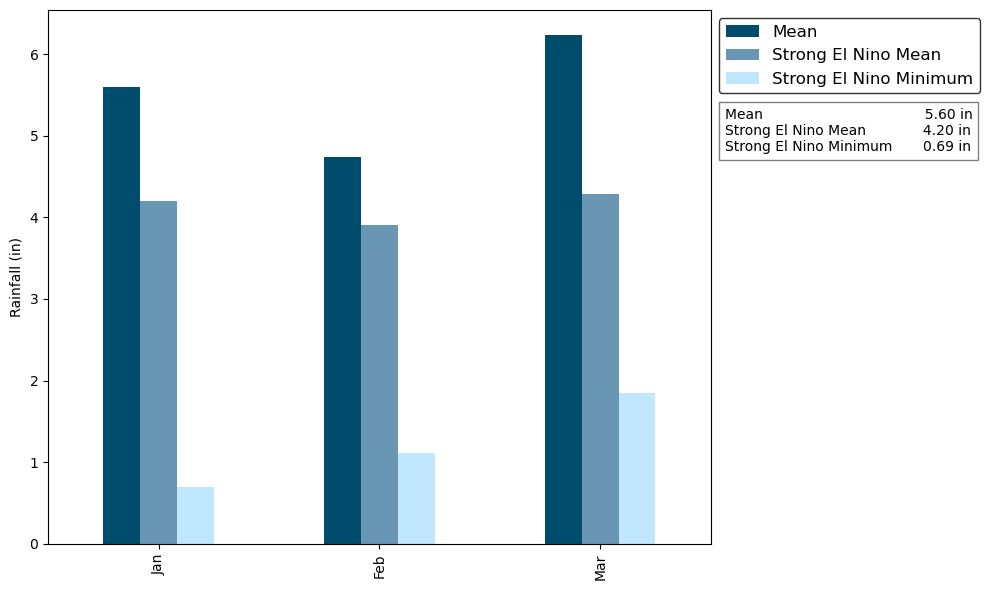 Mean
Strong El Nino Mean
Strong El Nino Minimum
Mean 5.60 in
Strong El Nino Mean 4.20 in
Strong El Nino Minimum 0.69 in
Rainfall (in)
6
5
4
3
2
1
0
Jan
Feb
Mar